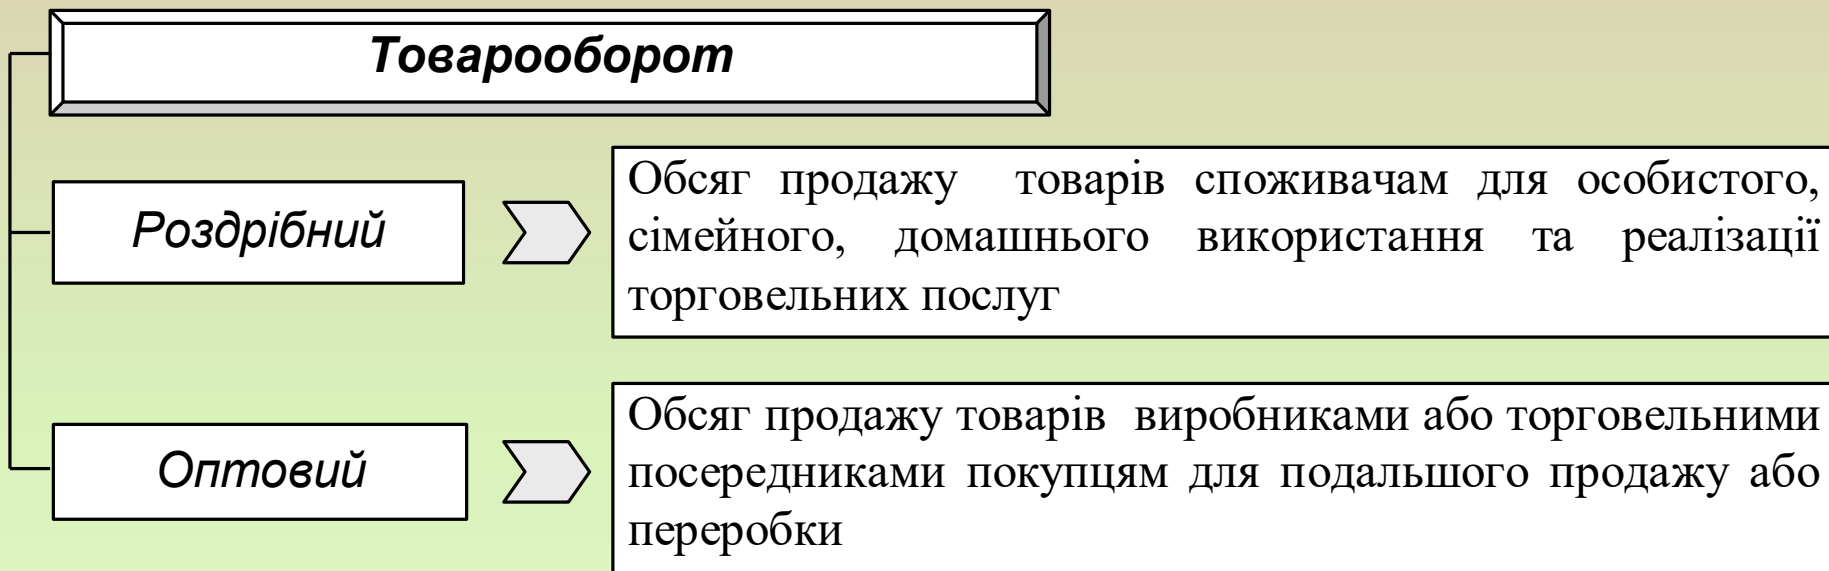 Товарооборот
Роздрібний
Обсяг продажу товарів споживачам для особистого,
сімейного, домашнього використання та реалізації
торговельних послуг
Оптовий
Обсяг продажу товарів виробниками або торговельними
посередниками покупцям для подальшого продажу або
переробки